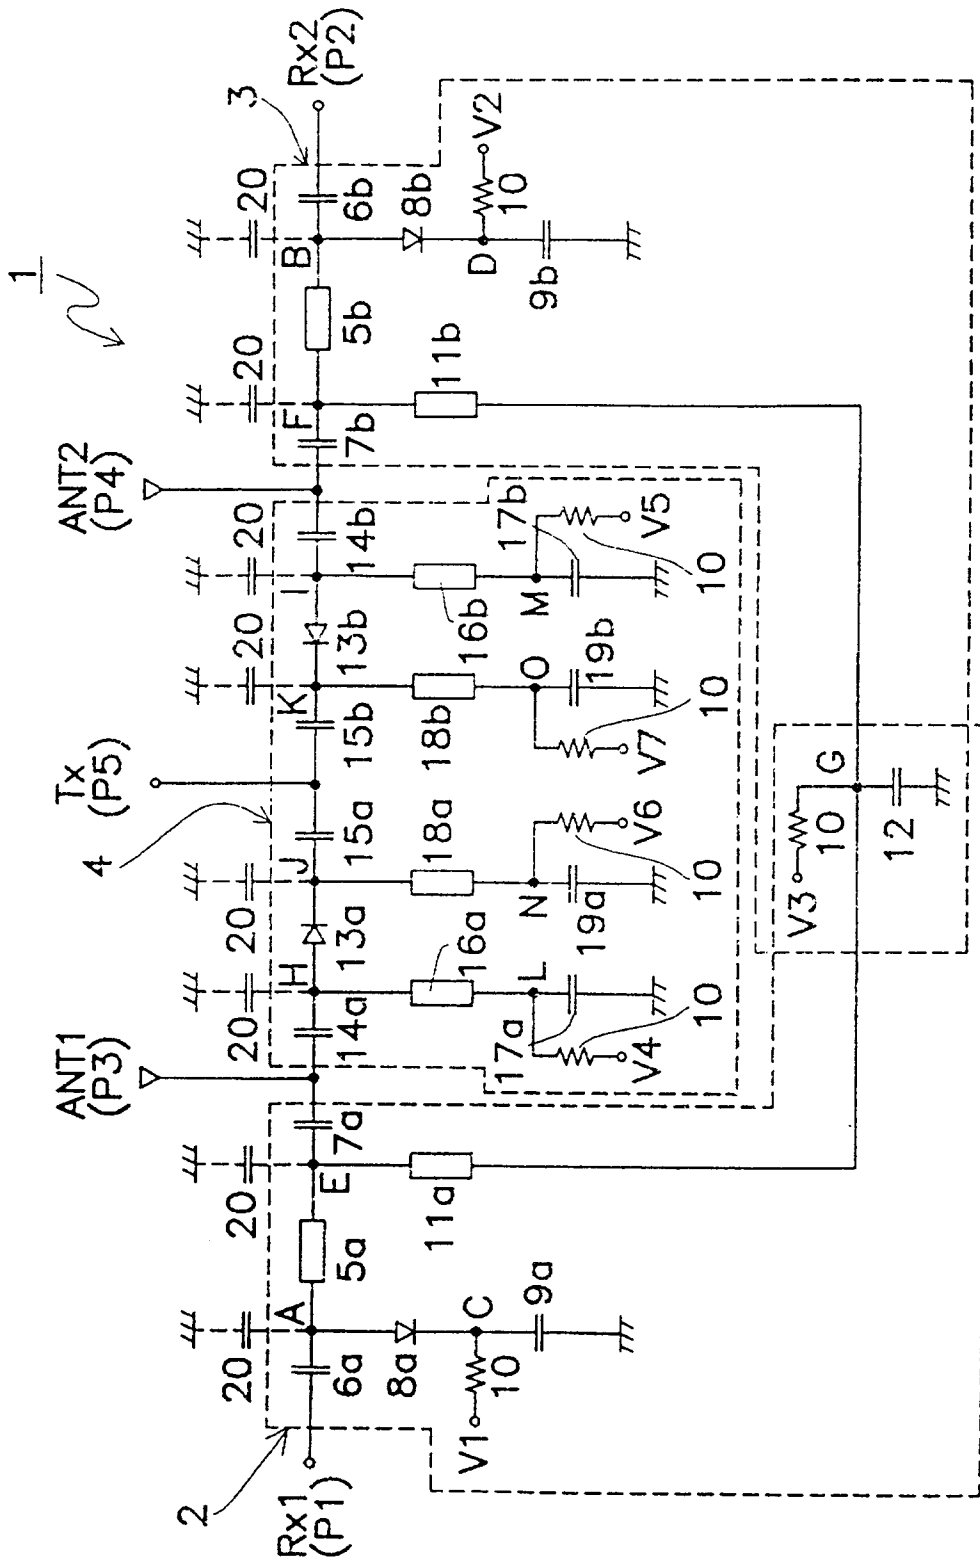 1
ANT1
(P3)
Tx
(P5)
ANT2
(P4)
2
4
3
20
20
20
20
20
20
20
20
Rx1
(P1)
A
E
H
J
K
I
F
B
Rx2
(P2)
6a
5a
7a
14a
13a
15a
15b
13b
14b
7b
5b
6b
8a
11a
16a
18a
18b
16b
11b
8b
V1
10
C
9a
L
17a
V4
10
N
19a
V6
10
O
19b
V7
10
M
17b
V5
10
D
9b
10
V2
V3
10
G
12